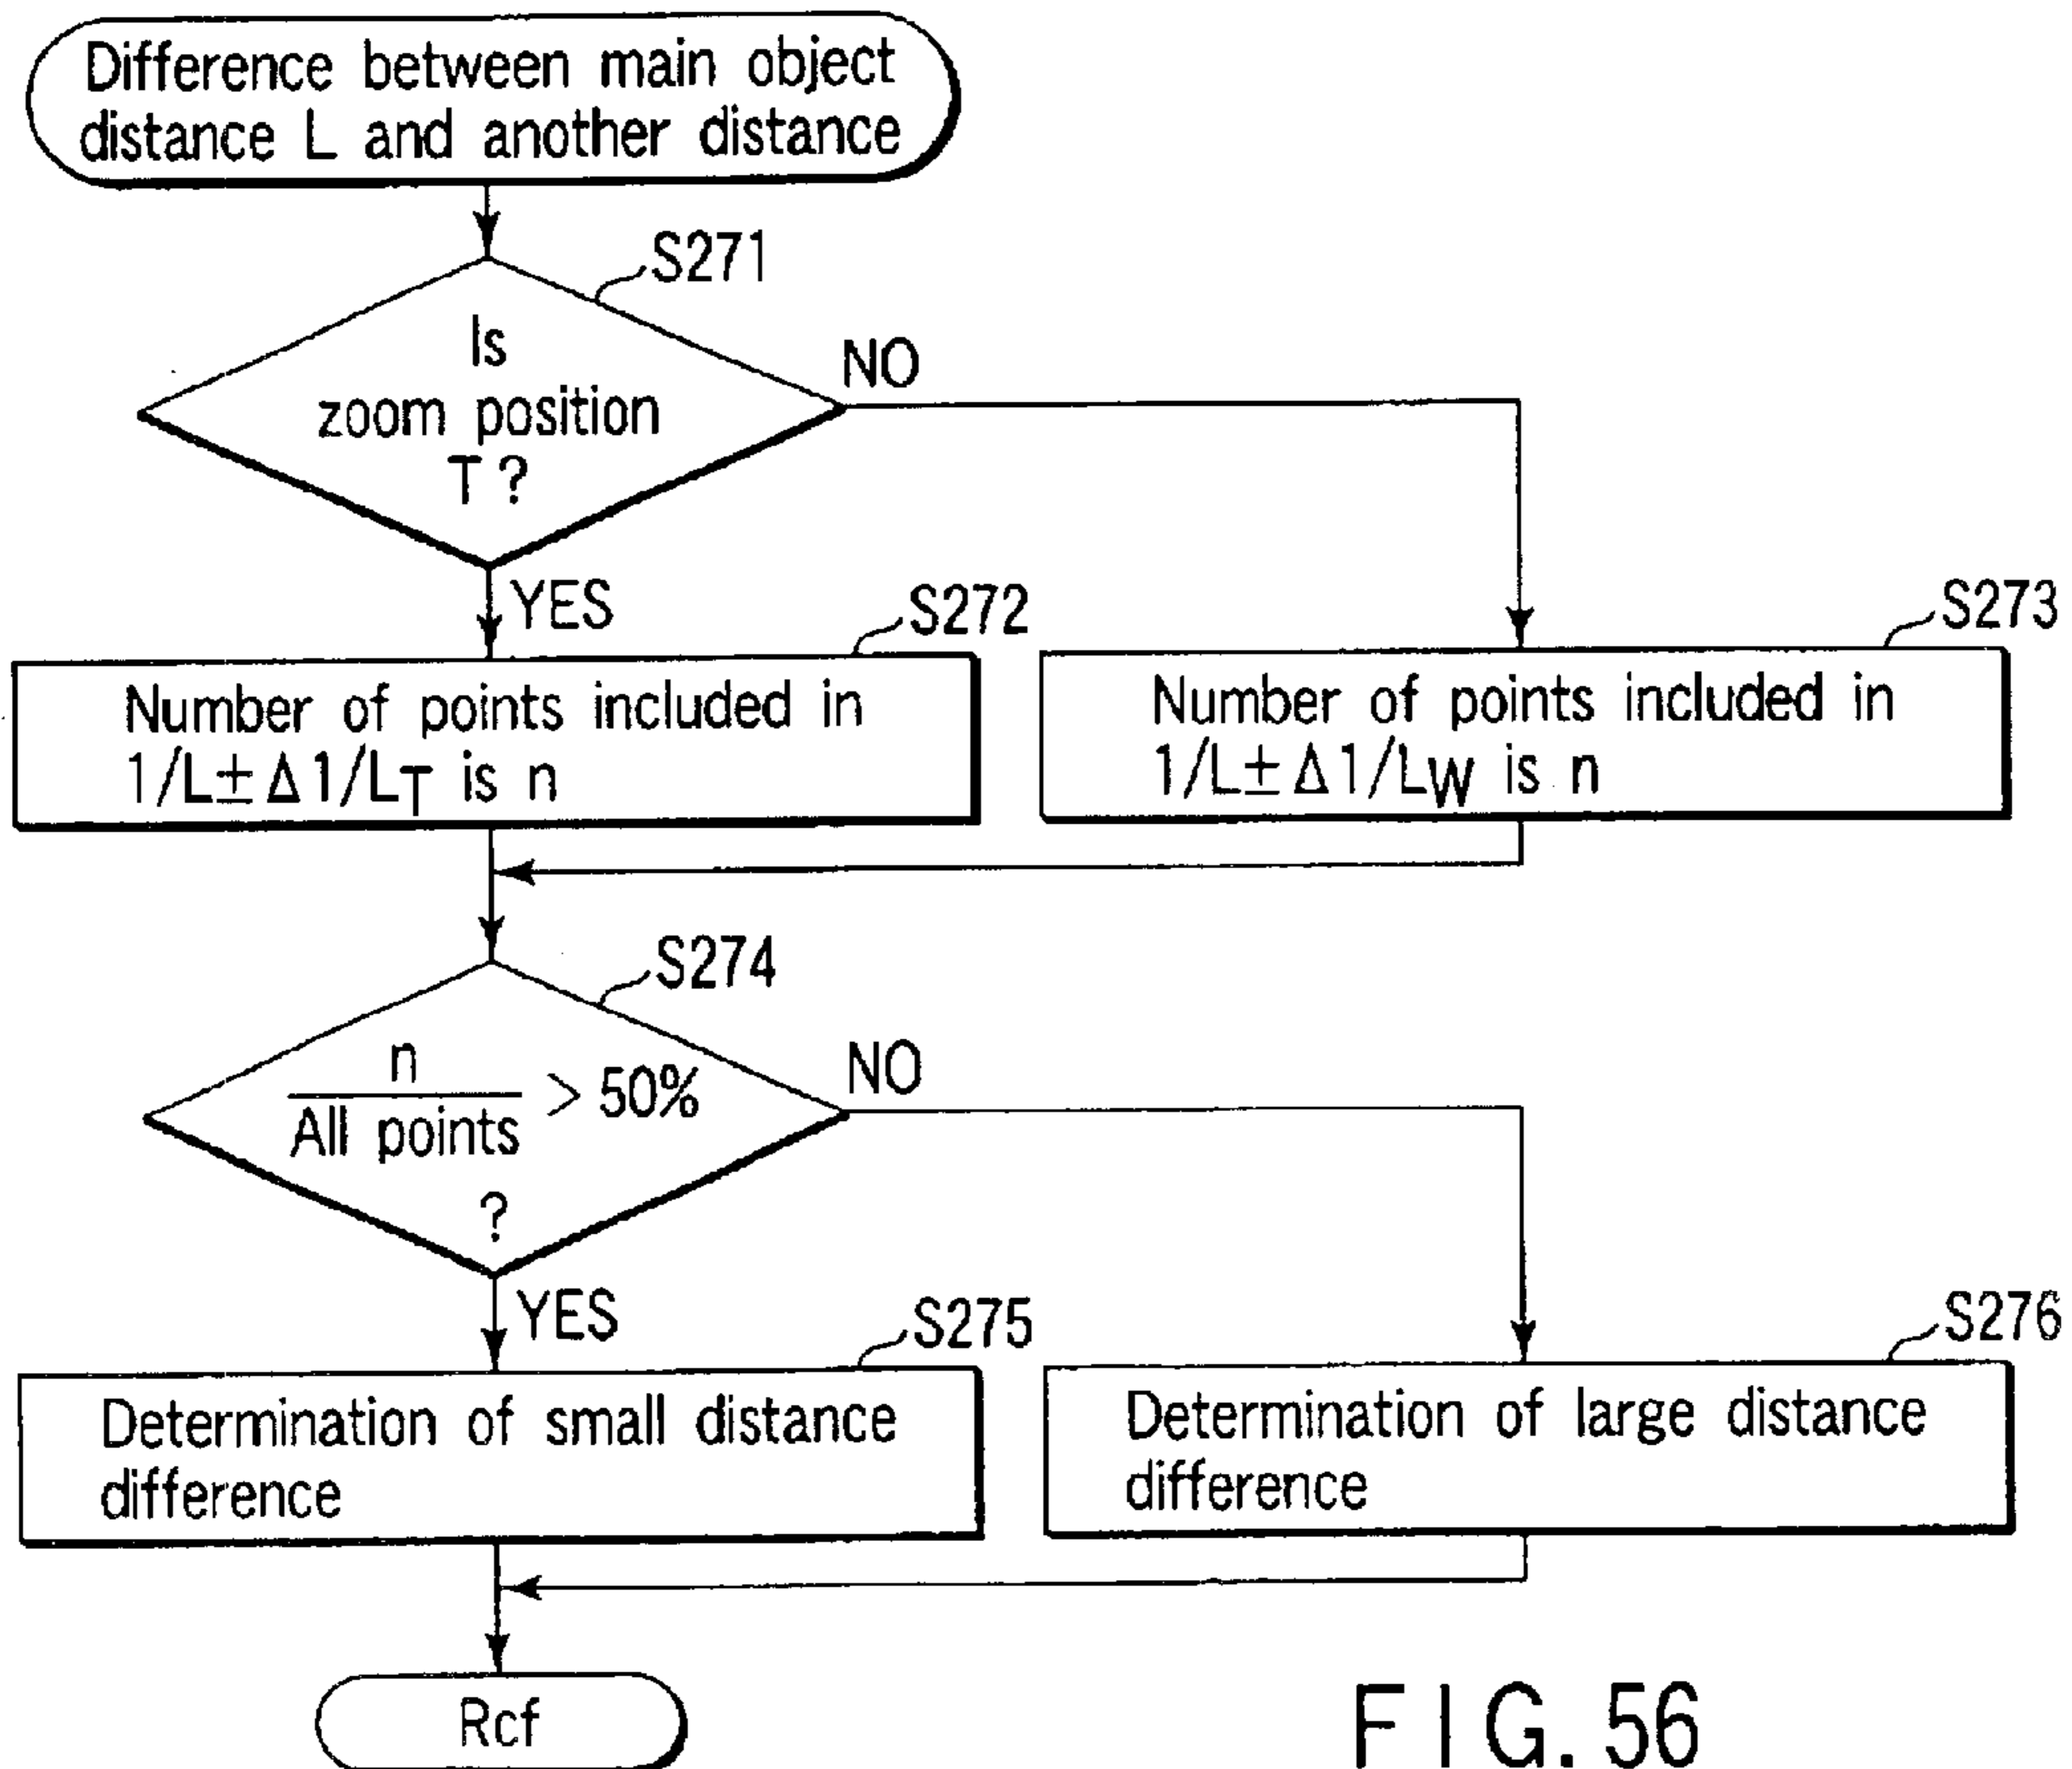 Difference between main object
distance L and another distance
S271
Is
zoom position
T?
NO
YES
S272
Number of points included in
1/L±Δ1/LT is n
S273
Number of points included in
1/L±Δ1/LW is n
S274
n
All points
> 50%
?
NO
YES
S275
Determination of small distance
difference
S276
Determination of large distance
difference
Rcf
FIG. 56